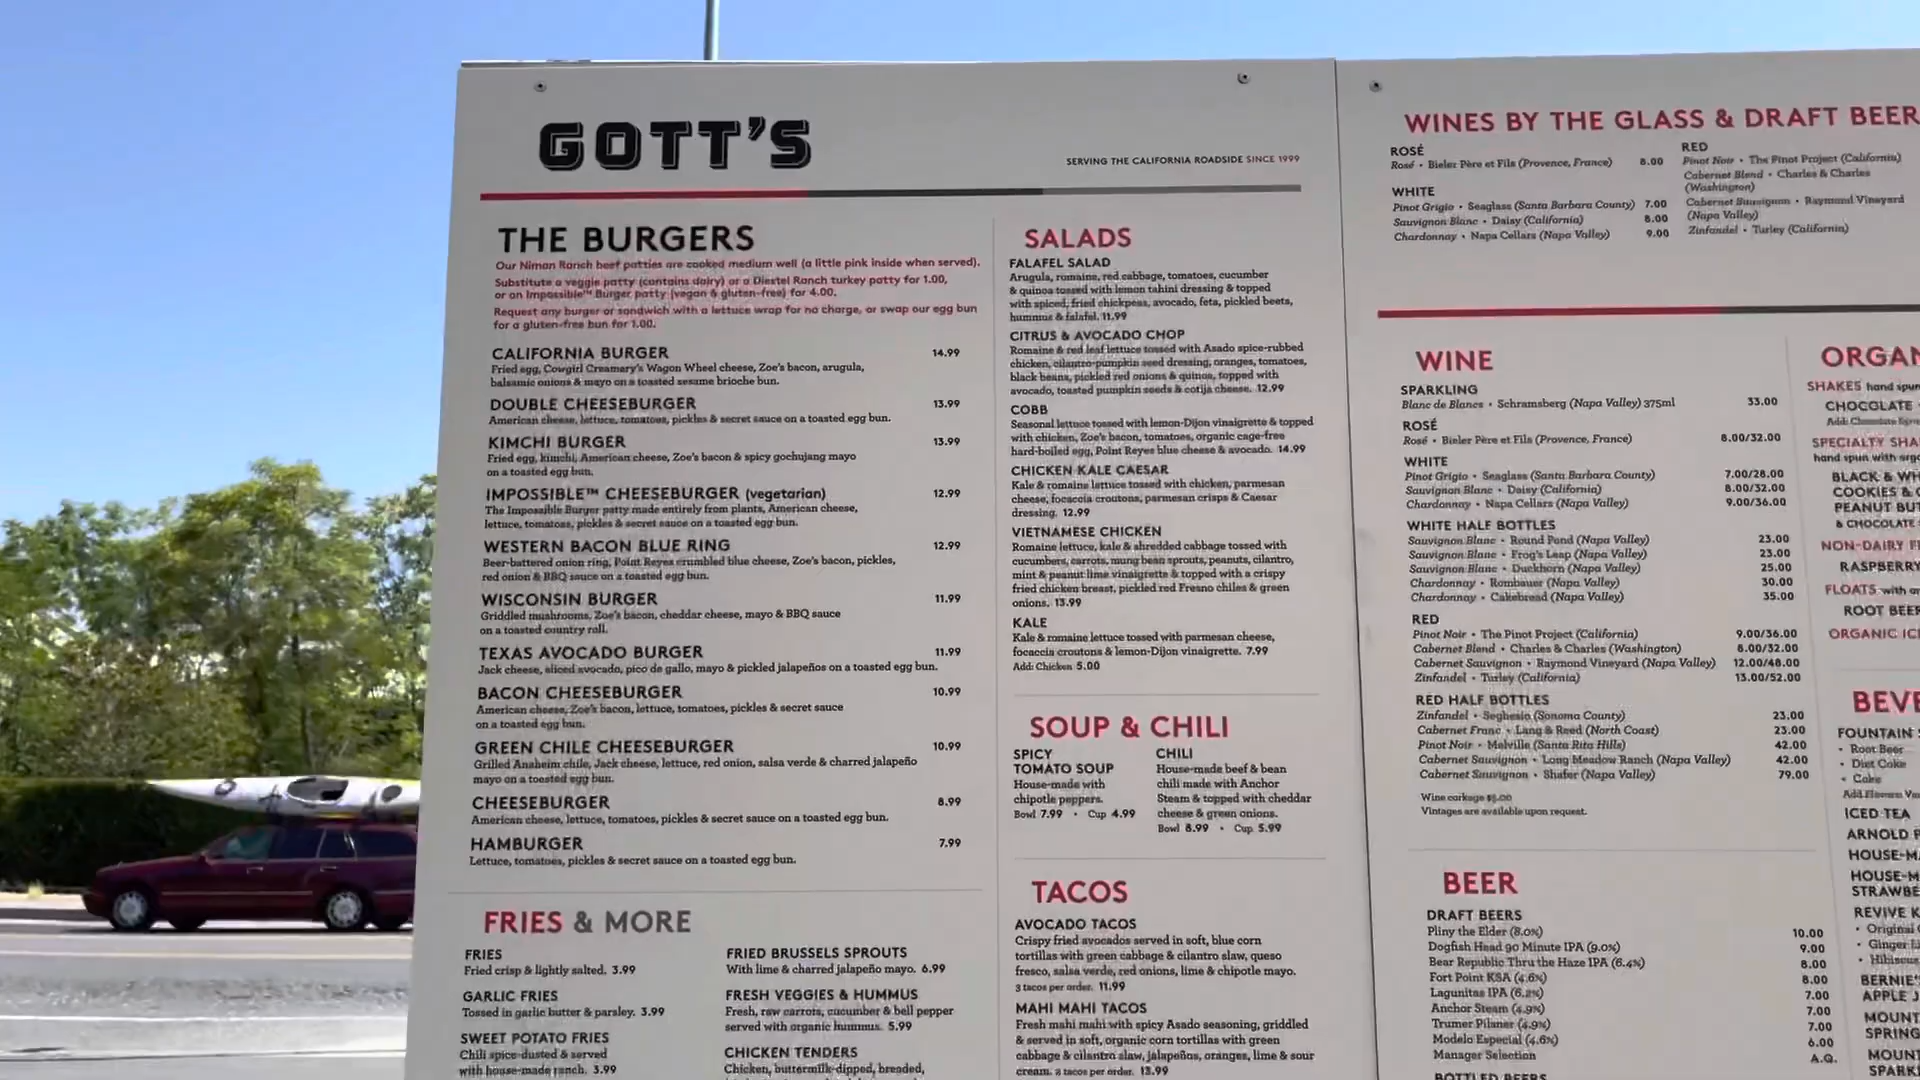 GOTT'S
SERVING THE CALIFORNIA ROADSIDE SINCE 1999
THE BURGERS
Our Niman Ranch beef patties are cooked medium well (a little pink inside when served).
Substitute a veggie patty (contains dairy) or a Diestel Ranch turkey patty for 1.00,
or an Impossible™ Burger patty (vegan & gluten-free) for 4.00.
Request any burger or sandwich with a lettuce wrap for no charge, or swap our egg bun
for a gluten-free bun for 1.00.
CALIFORNIA BURGER 14.99
Fried egg, Cowgirl Creamery's Wagon Wheel cheese, Zoe's bacon, arugula,
balsamic onions & mayo on a toasted sesame brioche bun.
DOUBLE CHEESEBURGER 13.99
American cheese, lettuce, tomatoes, pickles & secret sauce on a toasted egg bun.
KIMCHI BURGER 13.99
Fried egg, kimchi, American cheese, Zoe's bacon & spicy gochujang mayo
on a toasted egg bun.
IMPOSSIBLE™ CHEESEBURGER (vegetarian) 12.99
The Impossible Burger patty made entirely from plants, American cheese,
lettuce, tomatoes, pickles & secret sauce on a toasted egg bun.
WESTERN BACON BLUE RING 12.99
Beer-battered onion ring, Point Reyes crumbled blue cheese, Zoe's bacon, pickles,
red onion & BBQ sauce on a toasted egg bun.
WISCONSIN BURGER 11.99
Griddled mushrooms, Zoe's bacon, cheddar cheese, mayo & BBQ sauce
on a toasted country roll.
TEXAS AVOCADO BURGER 11.99
Jack cheese, sliced avocado, pico de gallo, mayo & pickled jalapeños on a toasted egg bun.
BACON CHEESEBURGER 10.99
American cheese, Zoe's bacon, lettuce, tomatoes, pickles & secret sauce
on a toasted egg bun.
GREEN CHILE CHEESEBURGER 10.99
Grilled Anaheim chile, Jack cheese, lettuce, red onion, salsa verde & charred jalapeño
mayo on a toasted egg bun.
CHEESEBURGER 8.99
American cheese, lettuce, tomatoes, pickles & secret sauce on a toasted egg bun.
HAMBURGER 7.99
Lettuce, tomatoes, pickles & secret sauce on a toasted egg bun.
FRIES & MORE
FRIES
Fried crisp & lightly salted. 3.99
GARLIC FRIES
Tossed in garlic butter & parsley. 3.99
SWEET POTATO FRIES
Chili spice-dusted & served
with house-made ranch. 3.99
FRIED BRUSSELS SPROUTS
With lime & charred jalapeño mayo. 6.99
FRESH VEGGIES & HUMMUS
Fresh, raw carrots, cucumber & bell pepper
served with organic hummus. 5.99
CHICKEN TENDERS
Chicken, buttermilk-dipped, breaded,
SALADS
FALAFEL SALAD
Arugula, romaine, red cabbage, tomatoes, cucumber
& quinoa tossed with lemon tahini dressing & topped
with spiced, fried chickpeas, avocado, feta, pickled beets,
hummus & falafel. 11.99
CITRUS & AVOCADO CHOP
Romaine & red leaf lettuce tossed with Asado spice-rubbed
chicken, cilantro-pumpkin seed dressing, oranges, tomatoes,
black beans, pickled red onions & quinoa, topped with
avocado, toasted pumpkin seeds & cotija cheese. 12.99
COBB
Seasonal lettuce tossed with lemon-Dijon vinaigrette & topped
with chicken, Zoe's bacon, tomatoes, organic cage-free
hard-boiled egg, Point Reyes blue cheese & avocado. 14.99
CHICKEN KALE CAESAR
Kale & romaine lettuce tossed with chicken, parmesan
cheese, focaccia croutons, parmesan crisps & Caesar
dressing. 12.99
VIETNAMESE CHICKEN
Romaine lettuce, kale & shredded cabbage tossed with
cucumbers, carrots, mung bean sprouts, peanuts, cilantro,
mint & peanut lime vinaigrette & topped with a crispy
fried chicken breast, pickled red Fresno chiles & green
onions. 13.99
KALE
Kale & romaine lettuce tossed with parmesan cheese,
focaccia croutons & lemon-Dijon vinaigrette. 7.99
Add: Chicken 5.00
SOUP & CHILI
SPICY
TOMATO SOUP
House-made with
chipotle peppers.
Bowl 7.99 • Cup 4.99
CHILI
House-made beef & bean
chili made with Anchor
Steam & topped with cheddar
cheese & green onions.
Bowl 8.99 • Cup 5.99
TACOS
AVOCADO TACOS
Crispy fried avocados served in soft, blue corn
tortillas with green cabbage & cilantro slaw, queso
fresco, salsa verde, red onions, lime & chipotle mayo.
3 tacos per order. 11.99
MAHI MAHI TACOS
Fresh mahi mahi with spicy Asado seasoning, griddled
& served in soft, organic corn tortillas with green
cabbage & cilantro slaw, jalapeños, oranges, lime & sour
cream. 2 tacos per order. 13.99
WINES BY THE GLASS & DRAFT BEER
ROSÉ
Rosé • Bieler Père et Fils (Provence, France) 8.00
WHITE
Pinot Grigio • Seaglass (Santa Barbara County) 7.00
Sauvignon Blanc • Daisy (California) 8.00
Chardonnay • Napa Cellars (Napa Valley) 9.00
RED
Pinot Noir • The Pinot Project (California)
Cabernet Blend • Charles & Charles
(Washington)
Cabernet Sauvignon • Raymond Vineyard
(Napa Valley)
Zinfandel • Turley (California)
WINE
SPARKLING
Blanc de Blancs • Schramsberg (Napa Valley) 375ml 33.00
ROSÉ
Rosé • Bieler Père et Fils (Provence, France) 8.00/32.00
WHITE
Pinot Grigio • Seaglass (Santa Barbara County) 7.00/28.00
Sauvignon Blanc • Daisy (California) 8.00/32.00
Chardonnay • Napa Cellars (Napa Valley) 9.00/36.00
WHITE HALF BOTTLES
Sauvignon Blanc • Round Pond (Napa Valley) 23.00
Sauvignon Blanc • Frog's Leap (Napa Valley) 23.00
Sauvignon Blanc • Duckhorn (Napa Valley) 25.00
Chardonnay • Rombauer (Napa Valley) 30.00
Chardonnay • Cakebread (Napa Valley) 35.00
RED
Pinot Noir • The Pinot Project (California) 9.00/36.00
Cabernet Blend • Charles & Charles (Washington) 8.00/32.00
Cabernet Sauvignon • Raymond Vineyard (Napa Valley) 12.00/48.00
Zinfandel • Turley (California) 13.00/52.00
RED HALF BOTTLES
Zinfandel • Seghesio (Sonoma County) 23.00
Cabernet Franc • Lang & Reed (North Coast) 23.00
Pinot Noir • Melville (Santa Rita Hills) 42.00
Cabernet Sauvignon • Long Meadow Ranch (Napa Valley) 42.00
Cabernet Sauvignon • Shafer (Napa Valley) 79.00
Wine corkage
Vintages are available upon request.
BEER
DRAFT BEERS
Pliny the Elder (8.0%) 10.00
Dogfish Head 90 Minute IPA (9.0%) 9.00
Bear Republic Thru the Haze IPA (6.4%) 8.00
Fort Point KSA (4.6%) 8.00
Lagunitas IPA (6.2%) 7.00
Anchor Steam (4.9%) 7.00
Trumer Pilsner (4.9%) 7.00
Modelo Especial (4.6%) 6.00
Manager Selection A.Q.
BOTTLED BEERS
ORGAN
SHAKES hand spun
CHOCOLATE
SPECIALTY SHA
hand spun with orga
BLACK & WH
COOKIES & C
PEANUT BUT
& CHOCOLATE
NON-DAIRY F
RASPBERRY
FLOATS with or
ROOT BEER
ORGANIC ICE
BEVE
FOUNTAIN
• Root Beer
• Diet Coke
• Coke
ICED TEA
ARNOLD P
HOUSE-MA
HOUSE-M
STRAWBE
REVIVE K
• Original
• Ginger
• Hibiscus
BERNIE'S
APPLE J
MOUNT
SPRING
MOUNT
SPARK